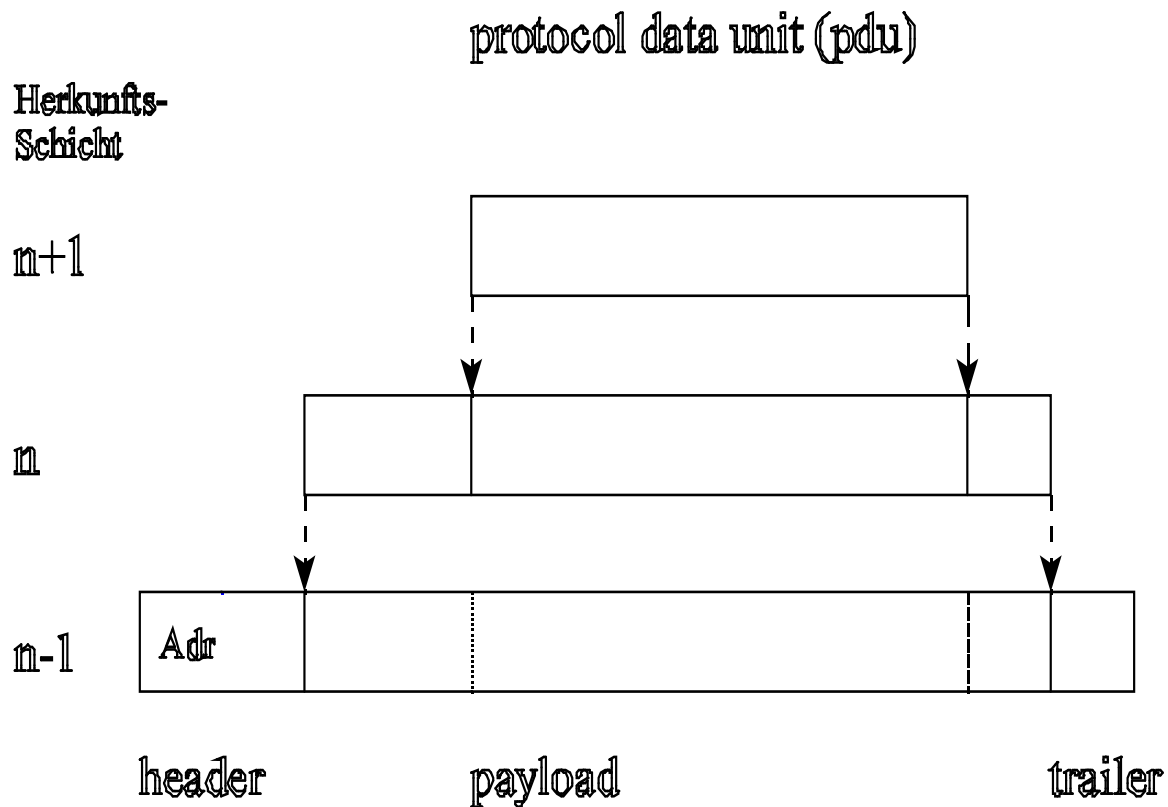 protocol data unit (pdu)
Herkunfts-
Schicht
n+1
n
n-1
Adr
header
payload
trailer